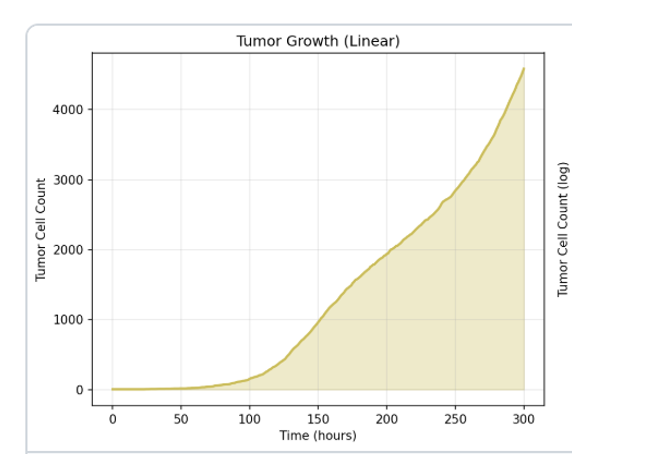 Tumor Growth (Linear)
4000
3000
2000
1000
0
Tumor Cell Count
0 50 100 150 200 250 300
Time (hours)
Tumor Cell Count (log)